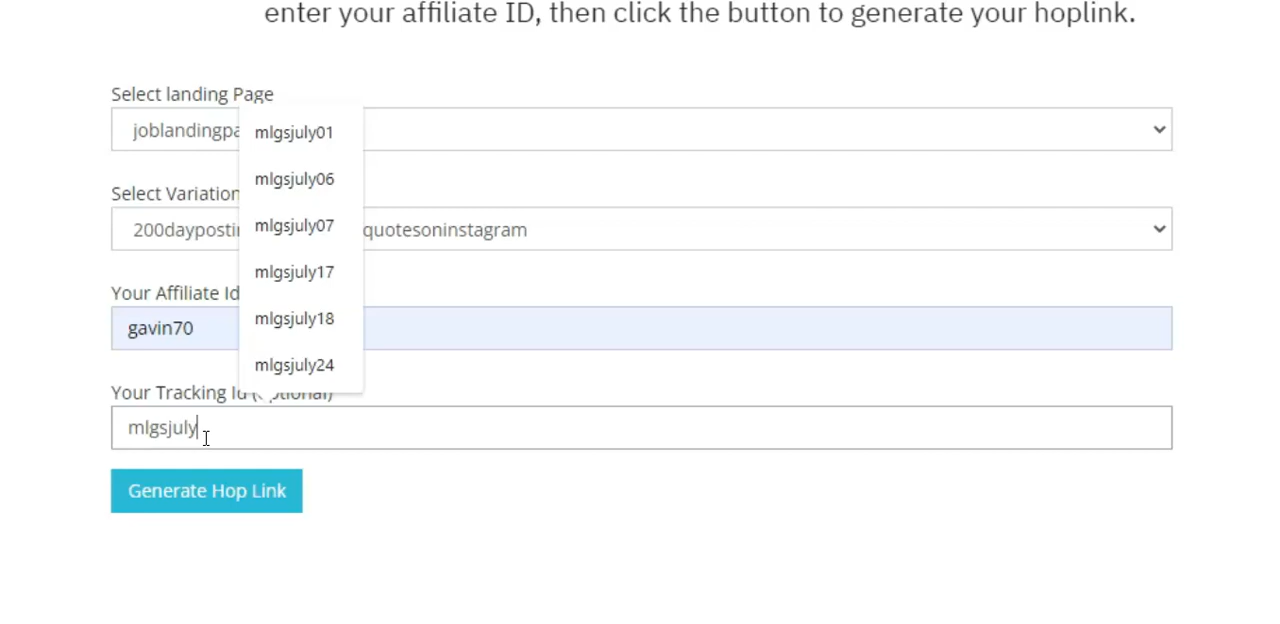 enter your affiliate ID, then click the button to generate your hoplink.
Select landing Page
joblandingpa
mlgsjuly01
mlgsjuly06
Select Variation
200daypostin quotesoninstagram
mlgsjuly07
mlgsjuly17
Your Affiliate Id
gavin70
mlgsjuly18
mlgsjuly24
Your Tracking Id (optional)
mlgsjuly
Generate Hop Link